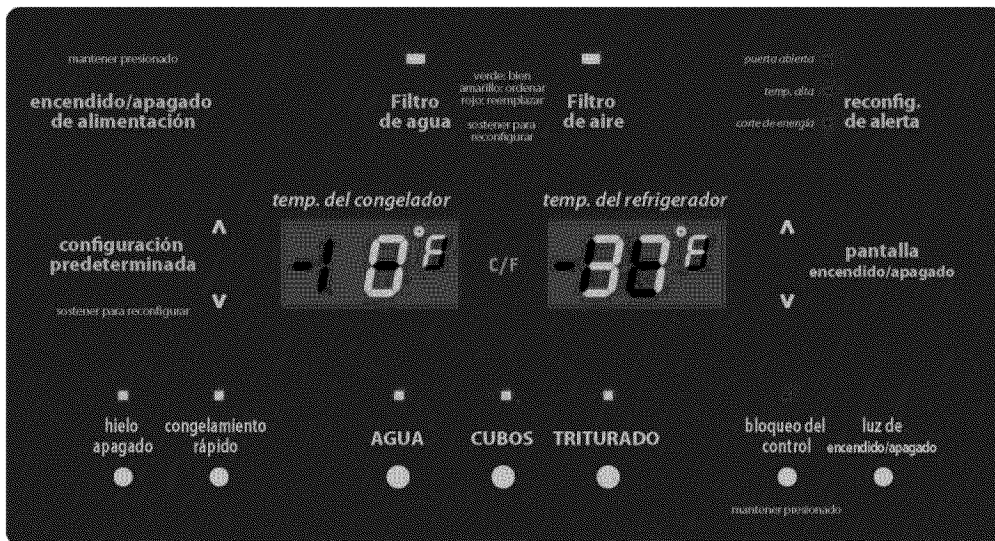 mantener presionado
encendido/apagado
de alimentación
Filtro
de agua
verde: bien
amarillo: ordenar
rojo: reemplazar
sostener para
reconfigurar
Filtro
de aire
puerta abierta
temp. alta
corte de energía
reconfig.
de alerta
temp. del congelador
temp. del refrigerador
configuración
predeterminada
sostener para reconfigurar
0°F
C/F
37°F
pantalla
encendido/apagado
hielo
apagado
congelamiento
rápido
AGUA
CUBOS
TRITURADO
bloqueo del
control
luz de
encendido/apagado
mantener presionado